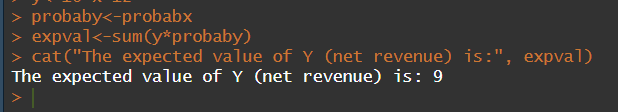 > probaby<-probabx
> expval<-sum(y*probaby)
> cat("The expected value of Y (net revenue) is:", expval)
The expected value of Y (net revenue) is: 9
>